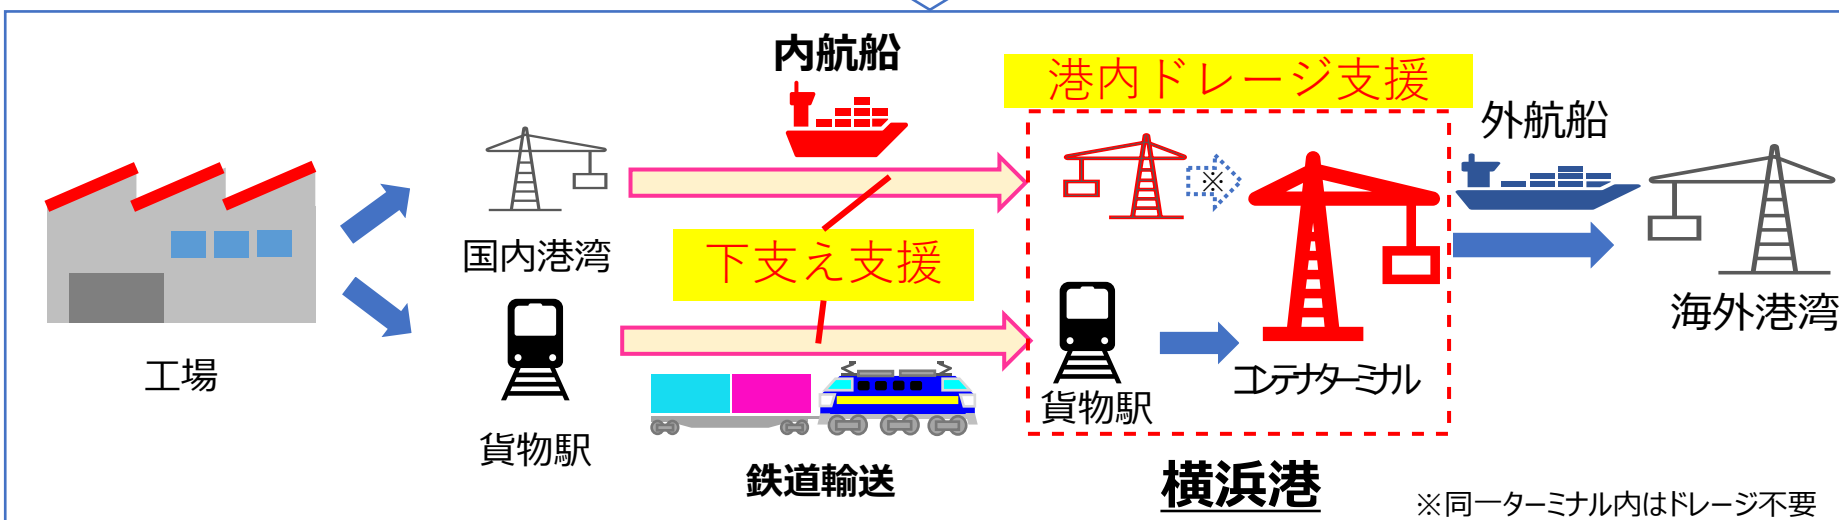 内航船
港内ドレージ支援
外航船
※
国内港湾
下支え支援
海外港湾
工場
コンテナターミナル
貨物駅
貨物駅
鉄道輸送
横浜港
※同一ターミナル内はドレージ不要